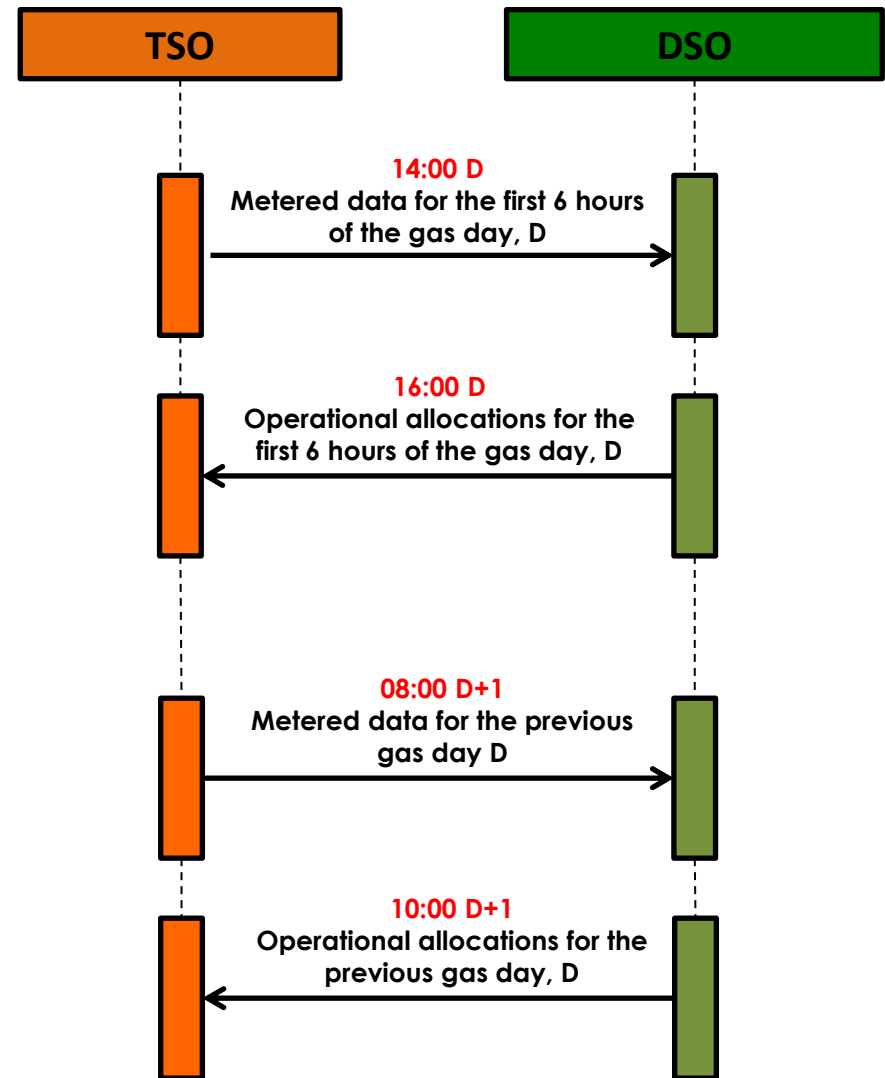 TSO
DSO
14:00 D
Metered data for the first 6 hours
of the gas day, D
16:00 D
Operational allocations for the
first 6 hours of the gas day, D
08:00 D+1
Metered data for the previous
gas day D
10:00 D+1
Operational allocations for the
previous gas day, D